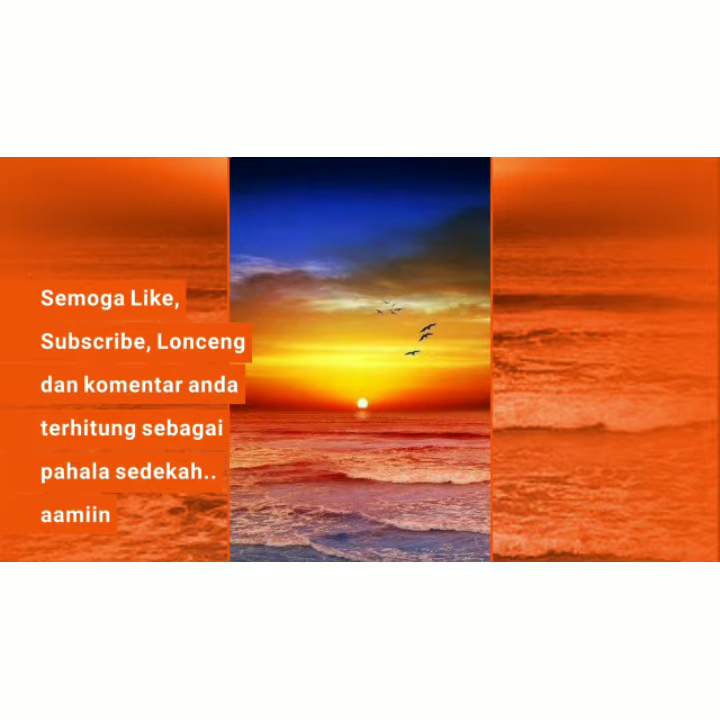 Semoga Like,
Subscribe, Lonceng
dan komentar anda
terhitung sebagai
pahala sedekah..
aamiin